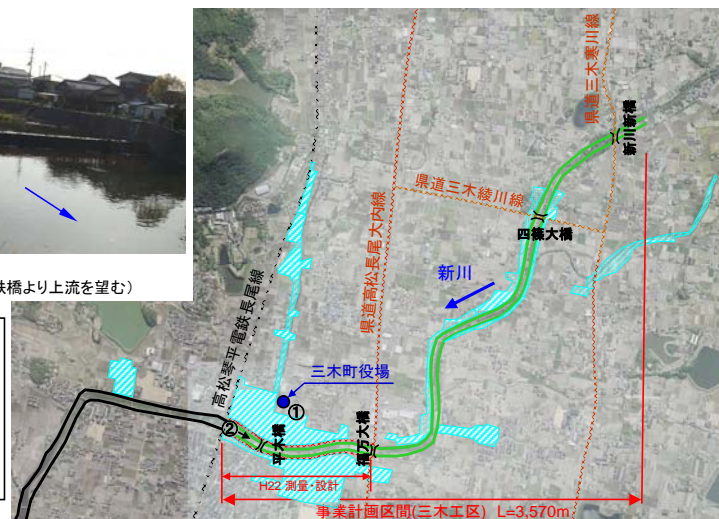 鉄橋より上流を望む）
県道三木寒川線
新川新橋
県道三木綾川線
四篠大橋
新川
県道高松長尾大内線
高松琴平電鉄長尾線
三木町役場
①
②
平木橋
福万大橋
H22 測量・設計
事業計画区間(三木工区) L=3,570m